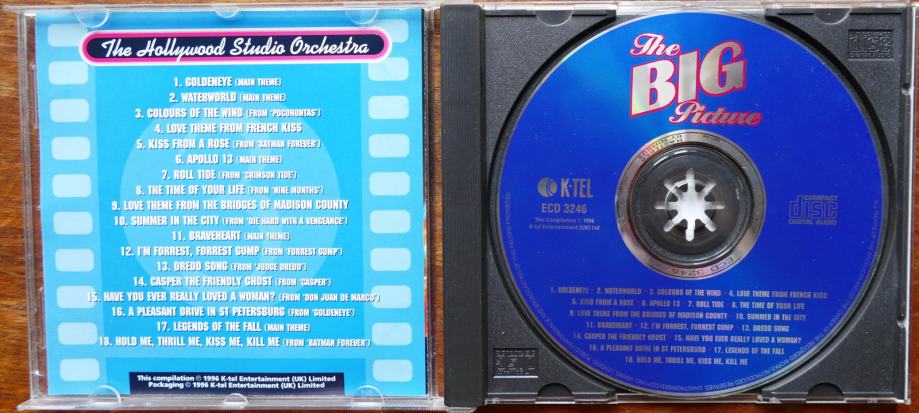 The Hollywood Studio Orchestra
1. GOLDENEYE (MAIN THEME)
2. WATERWORLD (MAIN THEME)
3. COLOURS OF THE WIND (FROM "POCOHONTAS")
4. LOVE THEME FROM FRENCH KISS
5. KISS FROM A ROSE (FROM "BATMAN FOREVER")
6. APOLLO 13 (MAIN THEME)
7. ROLL TIDE (FROM "CRIMSON TIDE")
8. THE TIME OF YOUR LIFE (FROM "NINE MONTHS")
9. LOVE THEME FROM THE BRIDGES OF MADISON COUNTY
10. SUMMER IN THE CITY (FROM "DIE HARD WITH A VENGEANCE")
11. BRAVEHEART (MAIN THEME)
12. I'M FORREST, FORREST GUMP (FROM "FORREST GUMP")
13. DREDD SONG (FROM "JUDGE DREDD")
14. CASPER THE FRIENDLY GHOST (FROM "CASPER")
15. HAVE YOU EVER REALLY LOVED A WOMAN? (FROM "DON JUAN DE MARCO")
16. A PLEASANT DRIVE IN ST PETERSBURG (FROM "GOLDENEYE")
17. LEGENDS OF THE FALL (MAIN THEME)
18. HOLD ME, THRILL ME, KISS ME, KILL ME (FROM "BATMAN FOREVER")
This compilation ℗ 1996 K-tel Entertainment (UK) Limited
Packaging © 1996 K-tel Entertainment (UK) Limited
The
BIG
Picture
K-TEL
ECD 3246
This Compilation ℗ 1996
K-tel Entertainment (UK) Ltd
COMPACT
disc
DIGITAL AUDIO
ECD 3246
1. GOLDENEYE · 2. WATERWORLD · 3. COLOURS OF THE WIND · 4. LOVE THEME FROM FRENCH KISS
5. KISS FROM A ROSE · 6. APOLLO 13 · 7. ROLL TIDE · 8. THE TIME OF YOUR LIFE
9. LOVE THEME FROM THE BRIDGES OF MADISON COUNTY · 10. SUMMER IN THE CITY
11. BRAVEHEART · 12. I'M FORREST, FORREST GUMP · 13. DREDD SONG
14. CASPER THE FRIENDLY GHOST · 15. HAVE YOU EVER REALLY LOVED A WOMAN?
16. A PLEASANT DRIVE IN ST PETERSBURG · 17. LEGENDS OF THE FALL
18. HOLD ME, THRILL ME, KISS ME, KILL ME